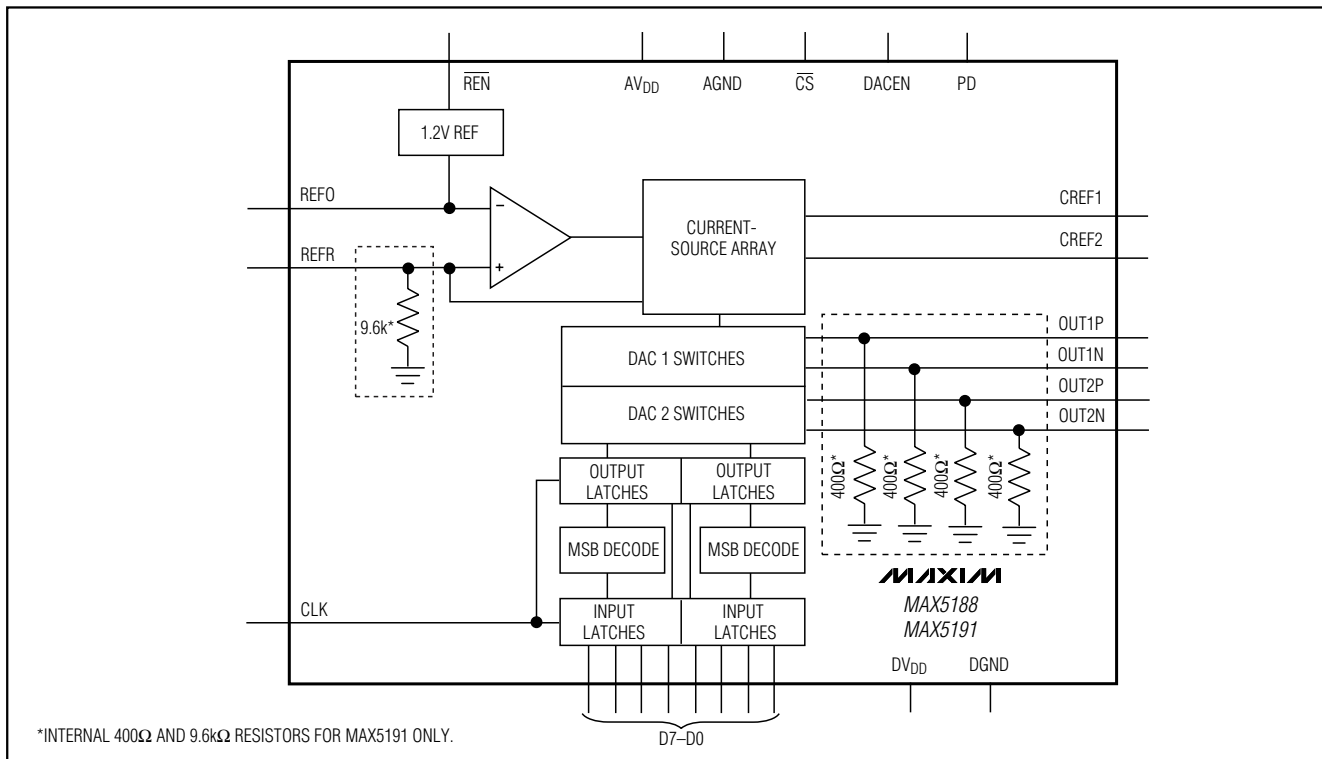 REN
AVDD
AGND
CS
DACEN
PD
1.2V REF
REFO
REFR
−
+
CURRENT-
SOURCE ARRAY
CREF1
CREF2
9.6k*
DAC 1 SWITCHES
DAC 2 SWITCHES
OUT1P
OUT1N
OUT2P
OUT2N
400Ω*
400Ω*
400Ω*
400Ω*
OUTPUT
LATCHES
OUTPUT
LATCHES
MSB DECODE
MSB DECODE
CLK
INPUT
LATCHES
INPUT
LATCHES
MAXIM
MAX5188
MAX5191
DVDD
DGND
D7–D0
*INTERNAL 400Ω AND 9.6kΩ RESISTORS FOR MAX5191 ONLY.